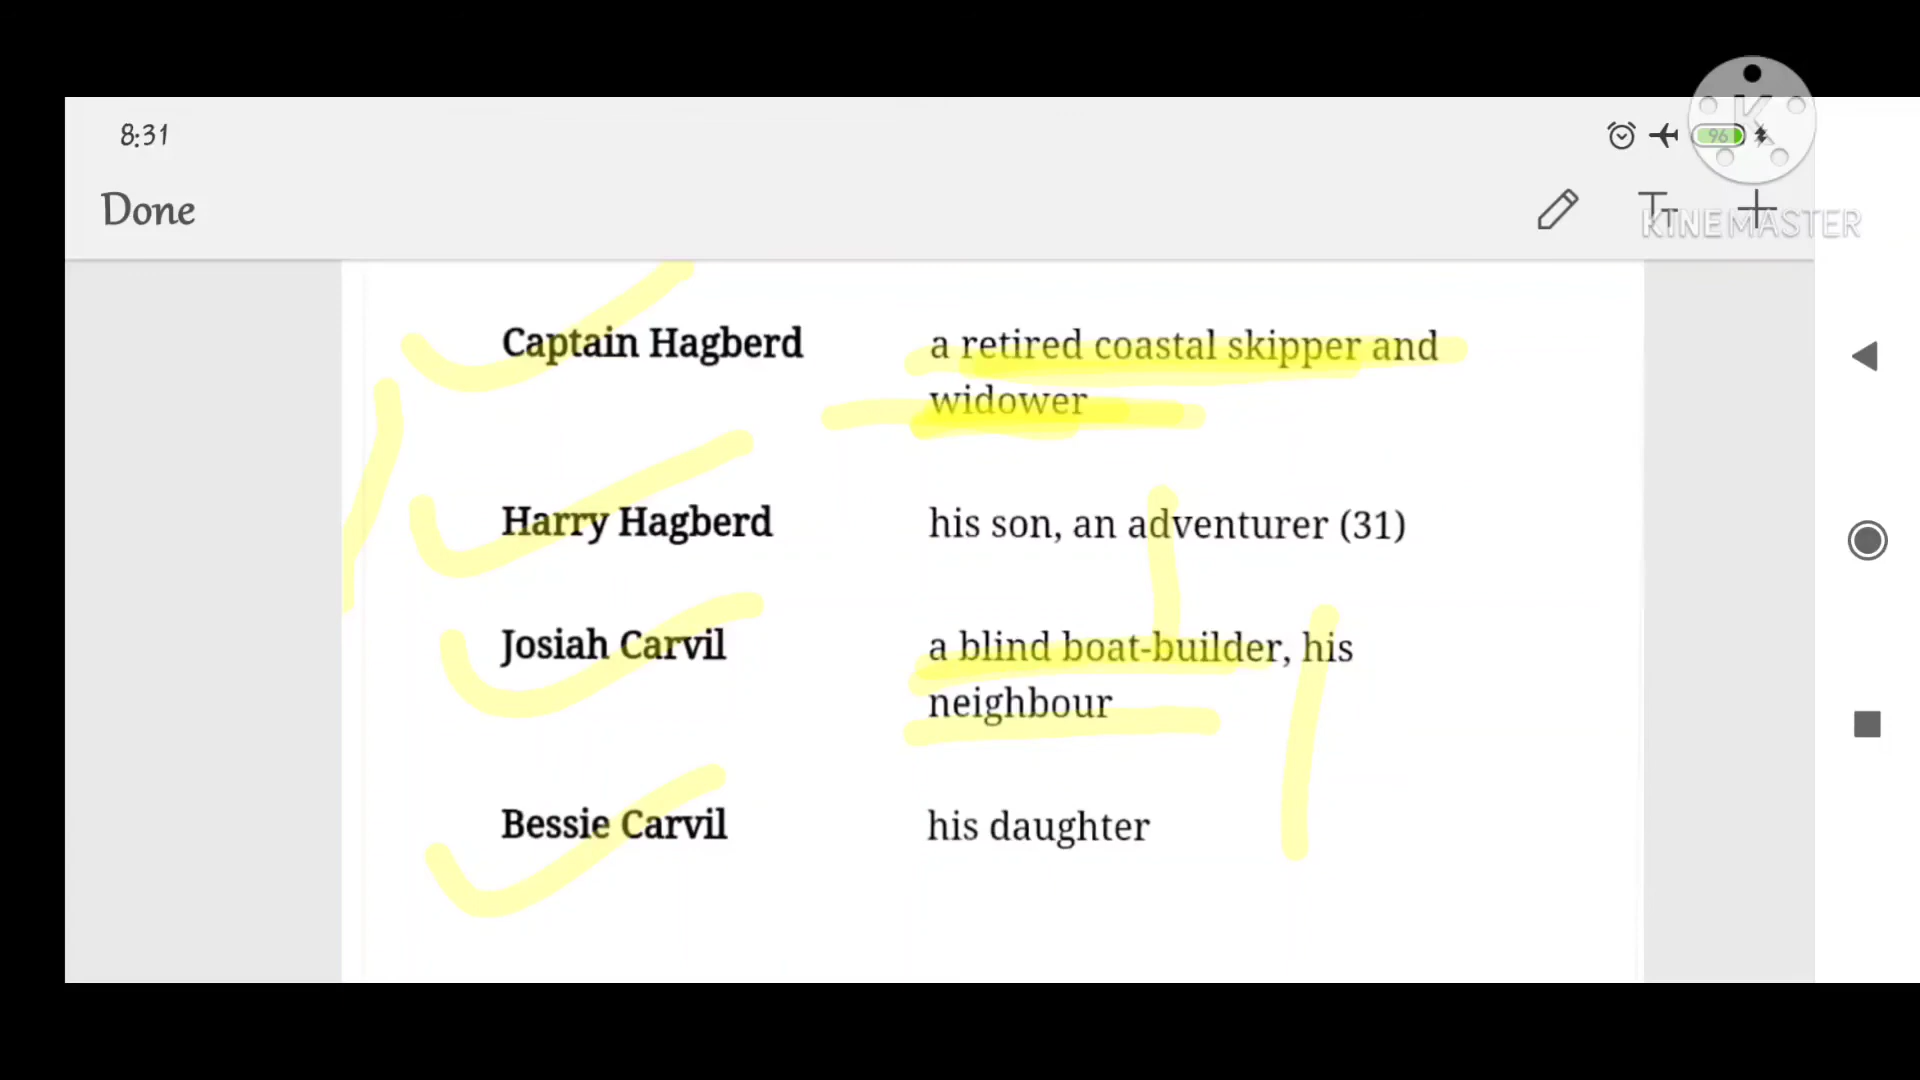 8:31
96
Done
KINEMASTER
Captain Hagberd a retired coastal skipper and
widower
Harry Hagberd his son, an adventurer (31)
Josiah Carvil a blind boat-builder, his
neighbour
Bessie Carvil his daughter